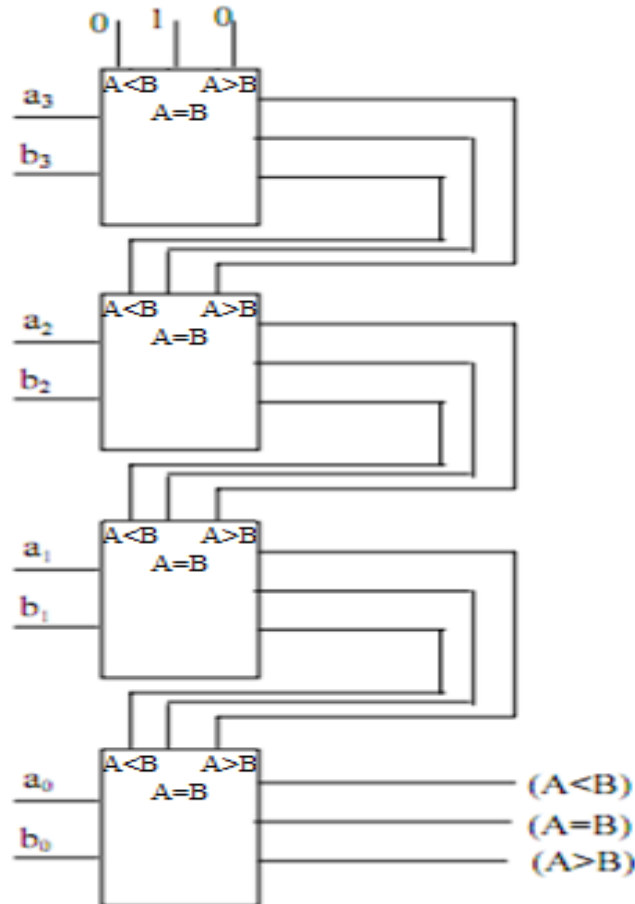 0 1 0
A<B A>B
a₃ A=B
b₃
A<B A>B
a₂ A=B
b₂
A<B A>B
a₁ A=B
b₁
A<B A>B
a₀ A=B (A<B)
(A=B)
b₀ (A>B)